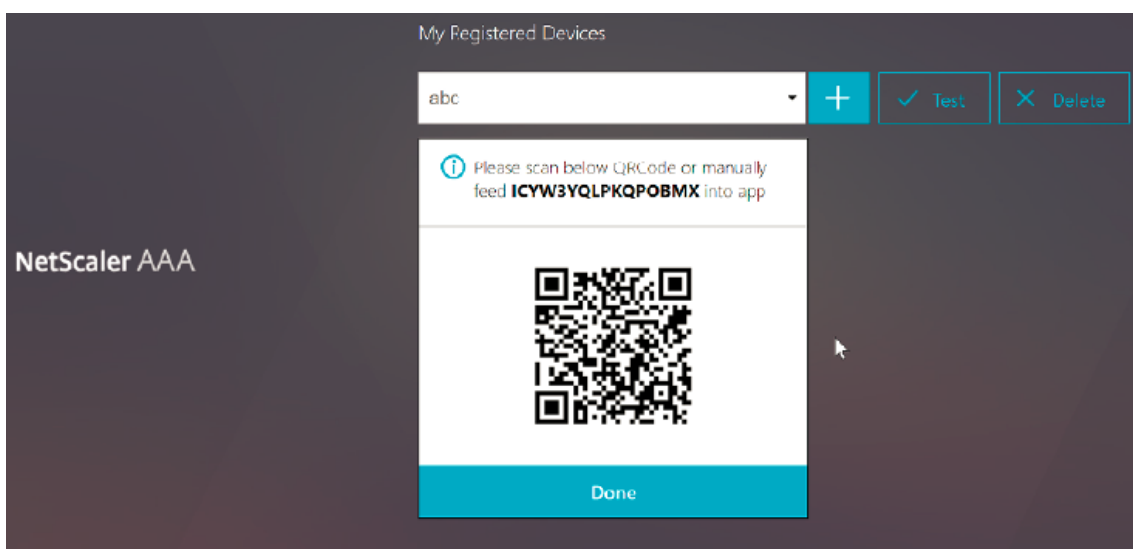 My Registered Devices
abc
Test
Delete
Please scan below QRCode or manually
feed ICYW3YQLPKQPOBMX into app
NetScaler AAA
Done